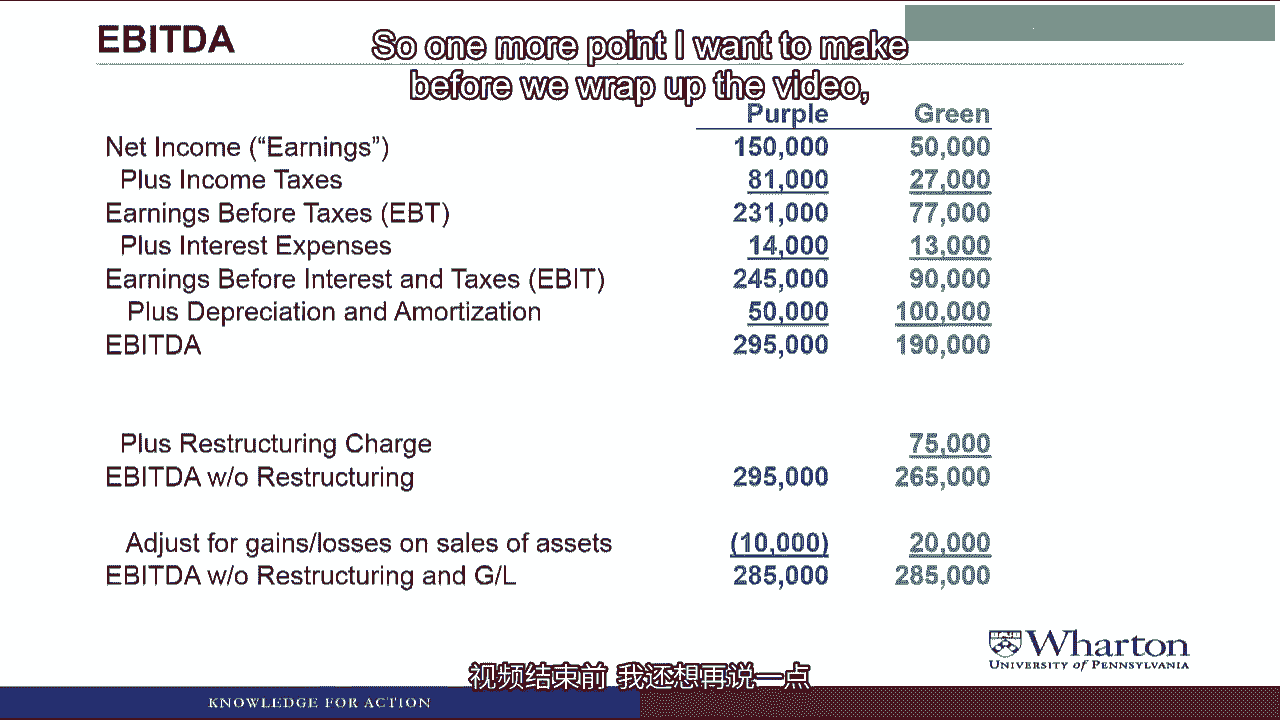 EBITDA
So one more point I want to make
before we wrap up the video,
Purple Green
Net Income (“Earnings”) 150,000 50,000
Plus Income Taxes 81,000 27,000
Earnings Before Taxes (EBT) 231,000 77,000
Plus Interest Expenses 14,000 13,000
Earnings Before Interest and Taxes (EBIT) 245,000 90,000
Plus Depreciation and Amortization 50,000 100,000
EBITDA 295,000 190,000
Plus Restructuring Charge 75,000
EBITDA w/o Restructuring 295,000 265,000
Adjust for gains/losses on sales of assets (10,000) 20,000
EBITDA w/o Restructuring and G/L 285,000 285,000
Wharton
UNIVERSITY of PENNSYLVANIA
视频结束前 我还想再说一点
KNOWLEDGE FOR ACTION